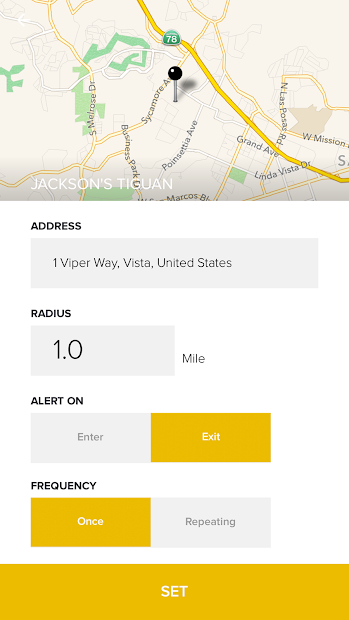 78
S Melrose Dr
Sycamore A
N Las Posas Rd
Business Park
Poinsettia Ave
Grand Ave
W Mission
Linda Vista Dr
W San Marcos Bl
S
JACKSON'S TIGUAN
ADDRESS
1 Viper Way, Vista, United States
RADIUS
1.0
Mile
ALERT ON
Enter
Exit
FREQUENCY
Once
Repeating
SET